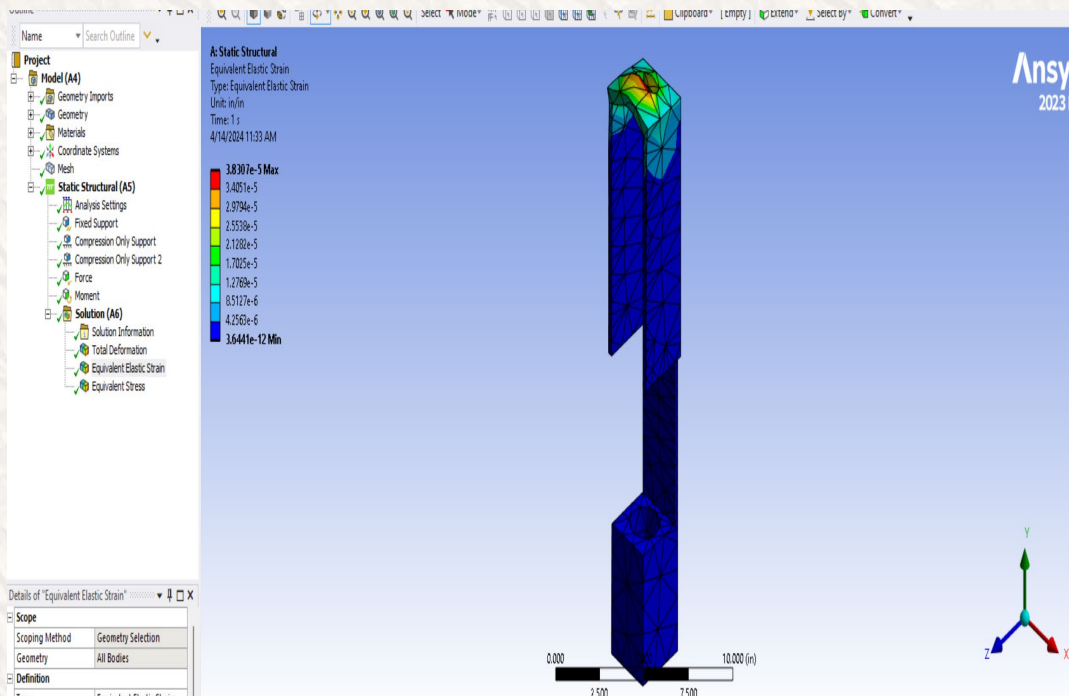 Select Mode Clipboard [Empty] Extend Select By Convert
Name Search Outline
Project
Model (A4)
Geometry Imports
Geometry
Materials
Coordinate Systems
Mesh
Static Structural (A5)
Analysis Settings
Fixed Support
Compression Only Support
Compression Only Support 2
Force
Moment
Solution (A6)
Solution Information
Total Deformation
Equivalent Elastic Strain
Equivalent Stress
A: Static Structural
Equivalent Elastic Strain
Type: Equivalent Elastic Strain
Unit: in/in
Time: 1 s
4/14/2024 11:33 AM
3.8307e-5 Max
3.4051e-5
2.9794e-5
2.5538e-5
2.1282e-5
1.7025e-5
1.2769e-5
8.5127e-6
4.2563e-6
3.6441e-12 Min
Ansy
2023
Y
Z
X
0.000 10.000 (in)
2.500 7.500
Details of "Equivalent Elastic Strain"
Scope
Scoping Method Geometry Selection
Geometry All Bodies
Definition